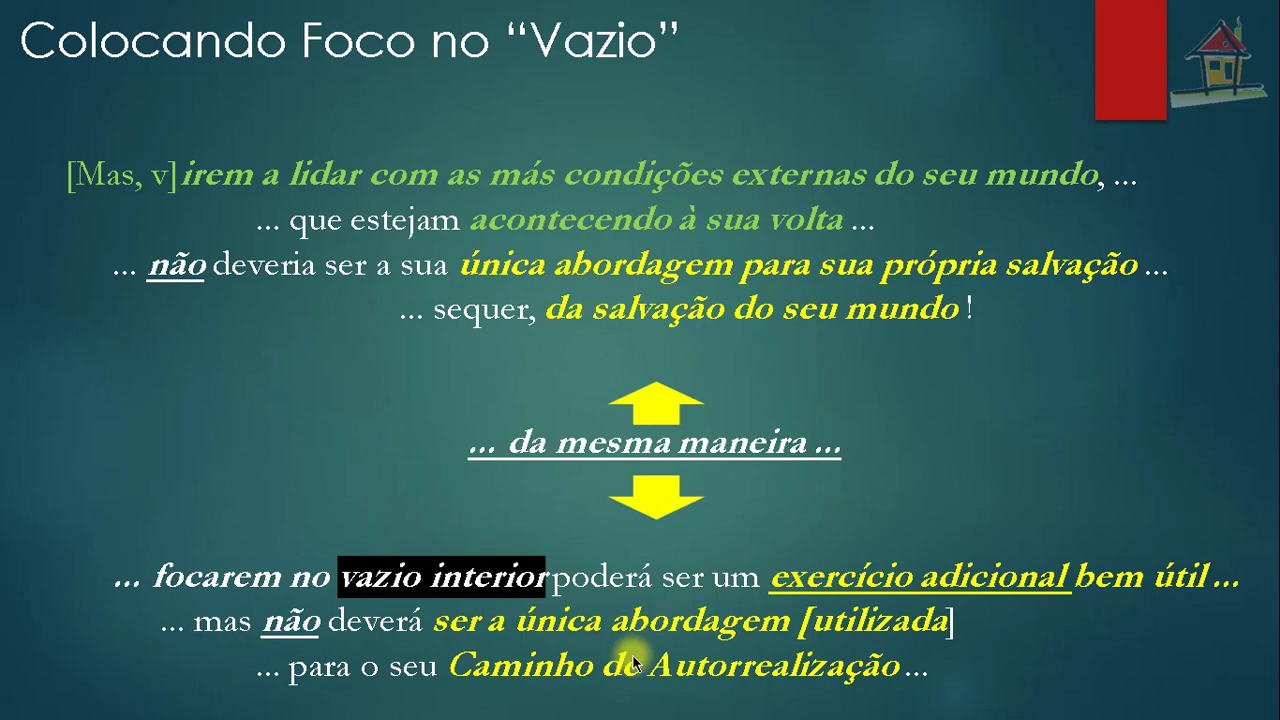 Colocando Foco no “Vazio”
[Mas, v]irem a lidar com as más condições externas do seu mundo, ...
... que estejam acontecendo à sua volta ...
... não deveria ser a sua única abordagem para sua própria salvação ...
... sequer, da salvação do seu mundo !
... da mesma maneira ...
... focarem no vazio interior poderá ser um exercício adicional bem útil ...
... mas não deverá ser a única abordagem [utilizada]
... para o seu Caminho de Autorrealização ...